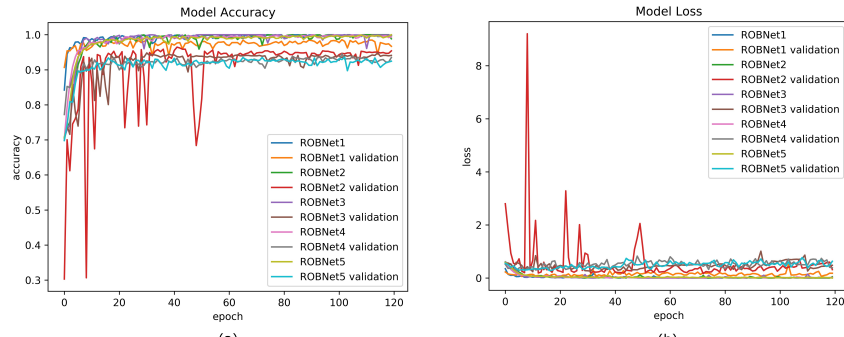 Model Accuracy
1.0
0.9
0.8
0.7
0.6
0.5
0.4
0.3
accuracy
0 20 40 60 80 100 120
epoch
ROBNet1
ROBNet1 validation
ROBNet2
ROBNet2 validation
ROBNet3
ROBNet3 validation
ROBNet4
ROBNet4 validation
ROBNet5
ROBNet5 validation
Model Loss
8
6
4
2
0
loss
0 20 40 60 80 100 120
epoch
ROBNet1
ROBNet1 validation
ROBNet2
ROBNet2 validation
ROBNet3
ROBNet3 validation
ROBNet4
ROBNet4 validation
ROBNet5
ROBNet5 validation